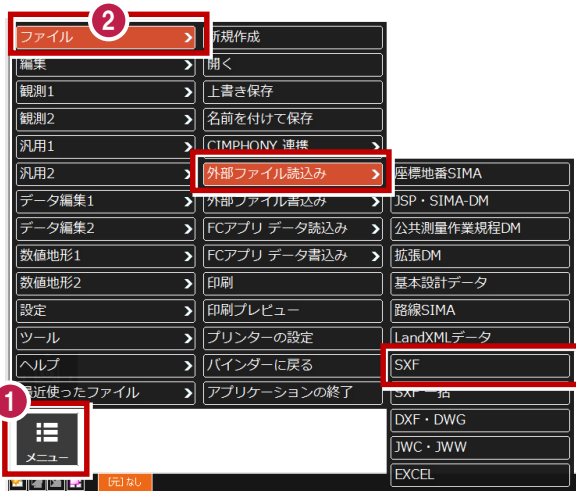 2
ファイル
編集
観測1
観測2
汎用1
汎用2
データ編集1
データ編集2
数値地形1
数値地形2
設定
ツール
ヘルプ
最近使ったファイル
1
メニュー
[元]なし
新規作成
開く
上書き保存
名前を付けて保存
CIMPHONY 連携
外部ファイル読込み
外部ファイル書込み
FCアプリ データ読込み
FCアプリ データ書込み
印刷
印刷プレビュー
プリンターの設定
バインダーに戻る
アプリケーションの終了
座標地番SIMA
JSP・SIMA-DM
公共測量作業規程DM
拡張DM
基本設計データ
路線SIMA
LandXMLデータ
SXF
SXF 一括
DXF・DWG
JWC・JWW
EXCEL